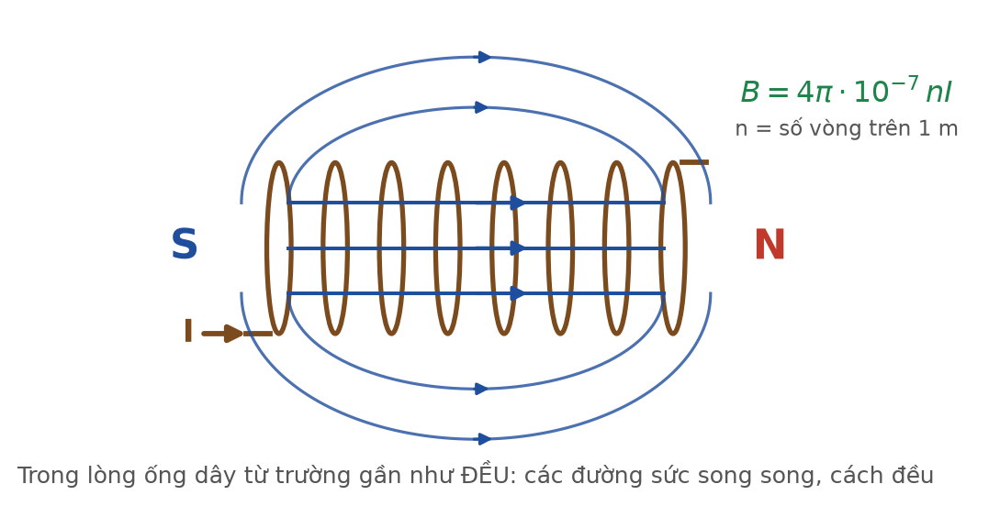 B = 4π · 10⁻⁷ nI
n = số vòng trên 1 m
S
N
I
Trong lòng ống dây từ trường gần như ĐỀU: các đường sức song song, cách đều